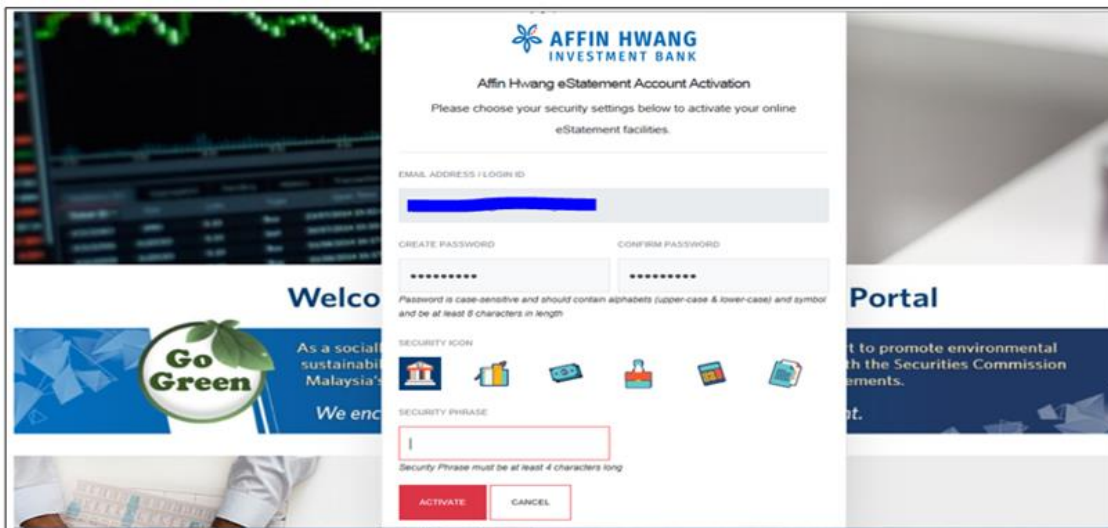 AFFIN HWANG
INVESTMENT BANK
Affin Hwang eStatement Account Activation
Please choose your security settings below to activate your online
eStatement facilities.
EMAIL ADDRESS / LOGIN ID
CREATE PASSWORD
CONFIRM PASSWORD
Password is case-sensitive and should contain alphabets (upper-case & lower-case) and symbol
and be at least 8 characters in length
SECURITY ICON
SECURITY PHRASE
Security Phrase must be at least 4 characters long
ACTIVATE
CANCEL
Welco
Portal
Go
Green
As a sociall
t to promote environmental
sustainabil
th the Securities Commission
Malaysia's
ements.
We enc
nt.